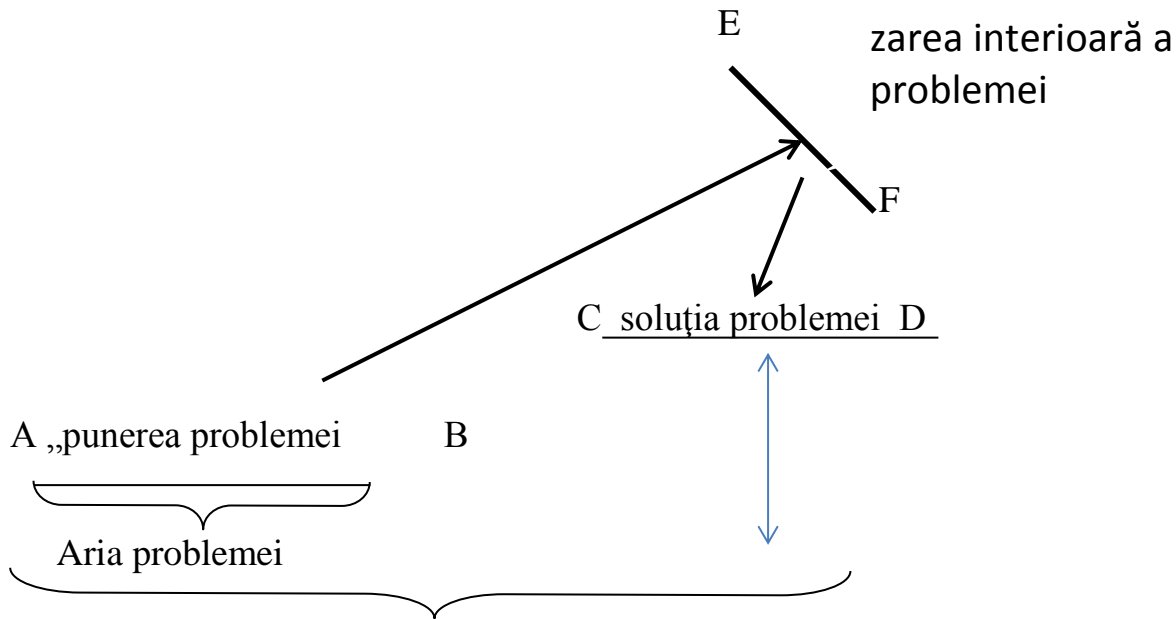 E
zarea interioară a
problemei
F
C soluţia problemei D
A „punerea problemei B
Aria problemei